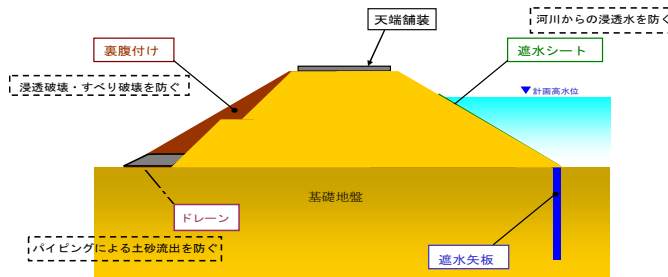 天端舗装
河川からの浸透水を防ぐ
裏腹付け
遮水シート
浸透破壊・すべり破壊を防ぐ
▼計画高水位
基礎地盤
ドレーン
パイピングによる土砂流出を防ぐ
遮水矢板